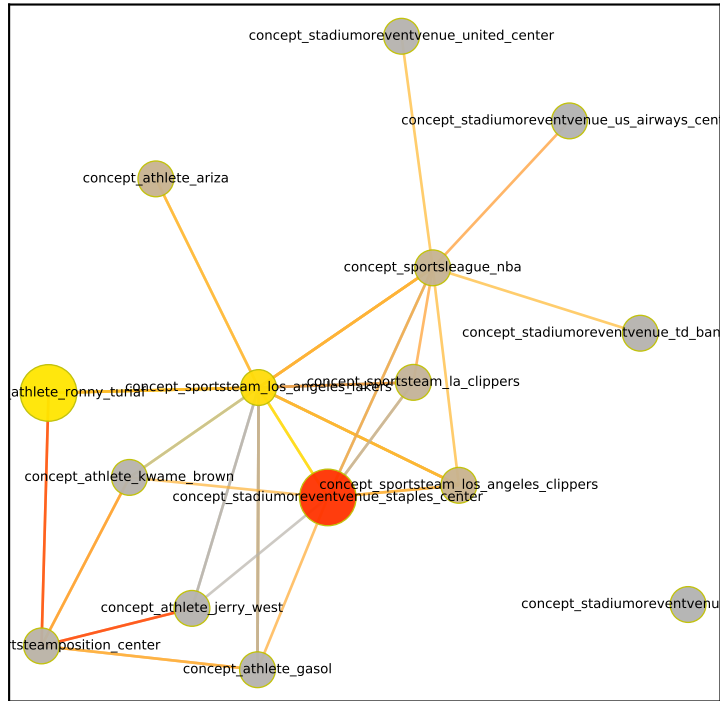 concept_stadiumoreventvenue_united_center
concept_stadiumoreventvenue_us_airways_cent
concept_athlete_ariza
concept_sportsleague_nba
concept_stadiumoreventvenue_td_ban
concept_sportsteam_la_clippers
concept_sportsteam_los_angeles_lakers
athlete_ronny_turiaf
concept_athlete_kwame_brown
concept_sportsteam_los_angeles_clippers
concept_stadiumoreventvenue_staples_center
concept_stadiumoreventvenu
concept_athlete_jerry_west
rtsteamposition_center
concept_athlete_gasol